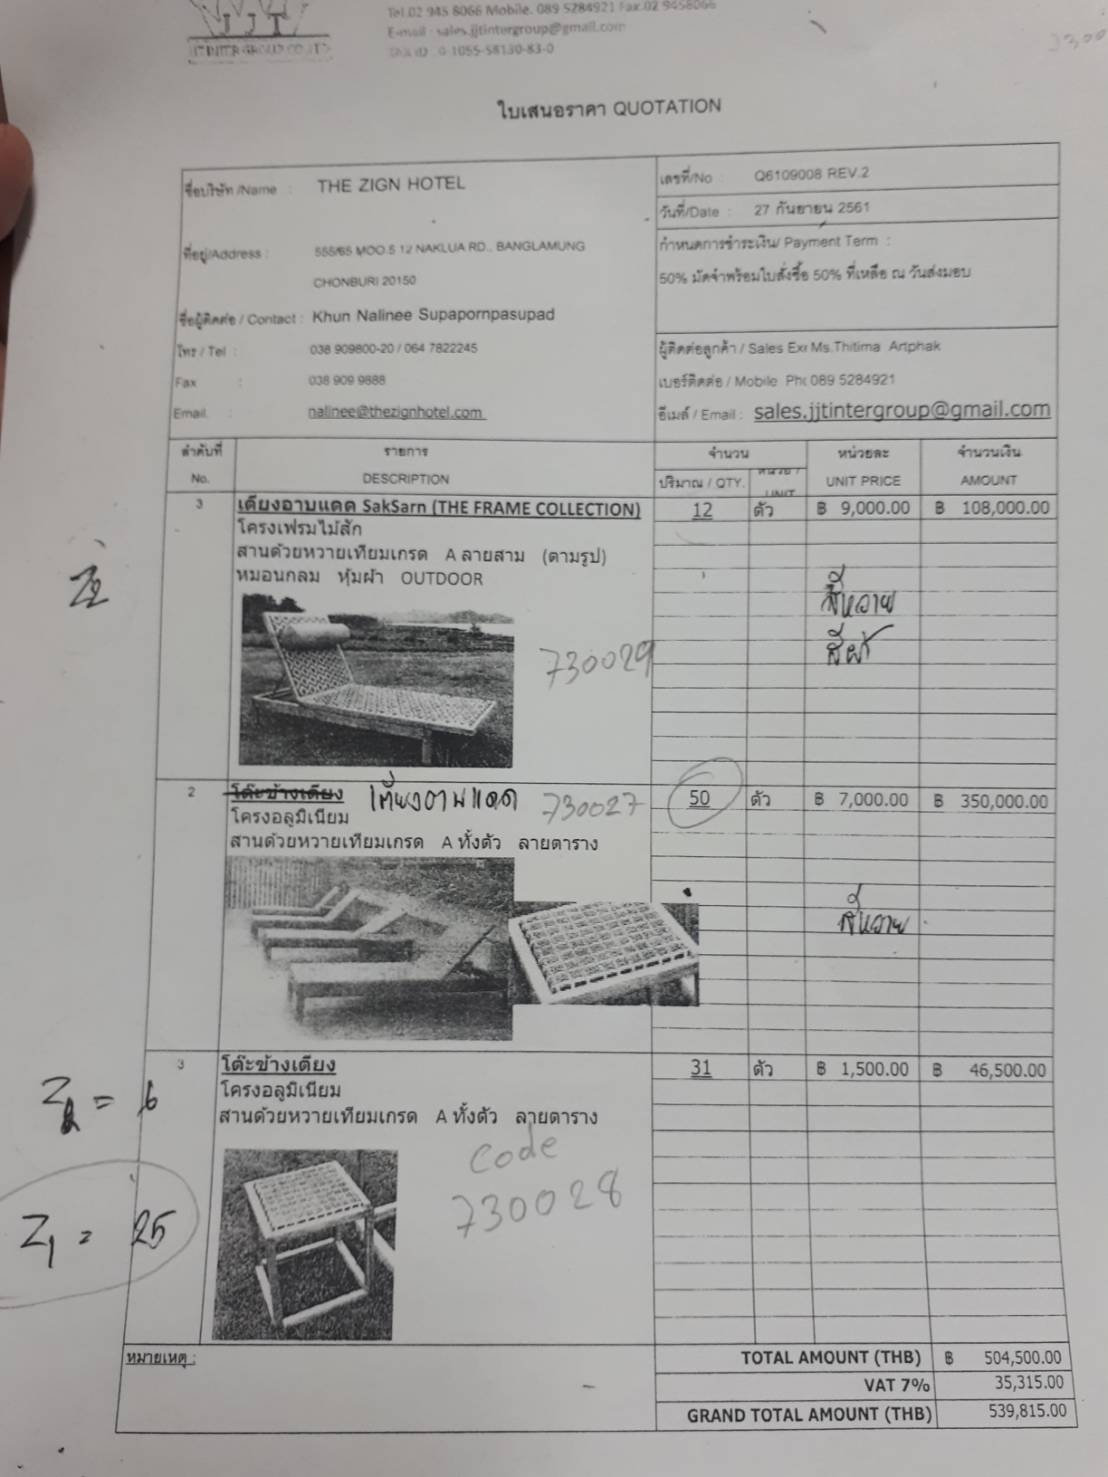 JJT
JJT INTER GROUP CO.,LTD.
Tel.02 945 8066 Mobile. 089 5284921 Fax.02 9458066
E-mail : sales.jjtintergroup@gmail.com
TAX ID : 0-1055-58130-83-0
ใบเสนอราคา QUOTATION
ชื่อบริษัท /Name : THE ZIGN HOTEL
เลขที่/No : Q6109008 REV.2
วันที่/Date : 27 กันยายน 2561
ที่อยู่/Address : 555/65 MOO.5 12 NAKLUA RD., BANGLAMUNG
CHONBURI 20150
กำหนดการชำระเงิน/ Payment Term :
50% มัดจำพร้อมใบสั่งซื้อ 50% ที่เหลือ ณ วันส่งมอบ
ชื่อผู้ติดต่อ / Contact : Khun Nalinee Supapornpasupad
โทร / Tel : 038 909800-20 / 064 7822245
Fax : 038 909 9888
Email. : nalinee@thezignhotel.com
ผู้ติดต่อลูกค้า / Sales Exe Ms.Thitima Artphak
เบอร์ติดต่อ / Mobile Pho 089 5284921
อีเมล์ / Email : sales.jjtintergroup@gmail.com
ลำดับที่ รายการ จำนวน หน่วยละ จำนวนเงิน
No. DESCRIPTION ปริมาณ / QTY. หน่วย / UNIT UNIT PRICE AMOUNT
3 เตียงอาบแดด SakSarn (THE FRAME COLLECTION) 12 ตัว ฿ 9,000.00 ฿ 108,000.00
โครงเฟรมไม้สัก
สานด้วยหวายเทียมเกรด A ลายสาม (ตามรูป)
หมอนกลม หุ้มผ้า OUTDOOR
Z2
สีหวาย
สีผ้า
730029
2 โต๊ะข้างเตียง เตียงอาบแดด 730027 50 ตัว ฿ 7,000.00 ฿ 350,000.00
โครงอลูมิเนียม
สานด้วยหวายเทียมเกรด A ทั้งตัว ลายตาราง
สีหวาย
3 โต๊ะข้างเตียง 31 ตัว ฿ 1,500.00 ฿ 46,500.00
โครงอลูมิเนียม
สานด้วยหวายเทียมเกรด A ทั้งตัว ลายตาราง
Z2 = 6
Code
730028
Z1 = 25
หมายเหตุ :
TOTAL AMOUNT (THB) ฿ 504,500.00
VAT 7% 35,315.00
GRAND TOTAL AMOUNT (THB) 539,815.00